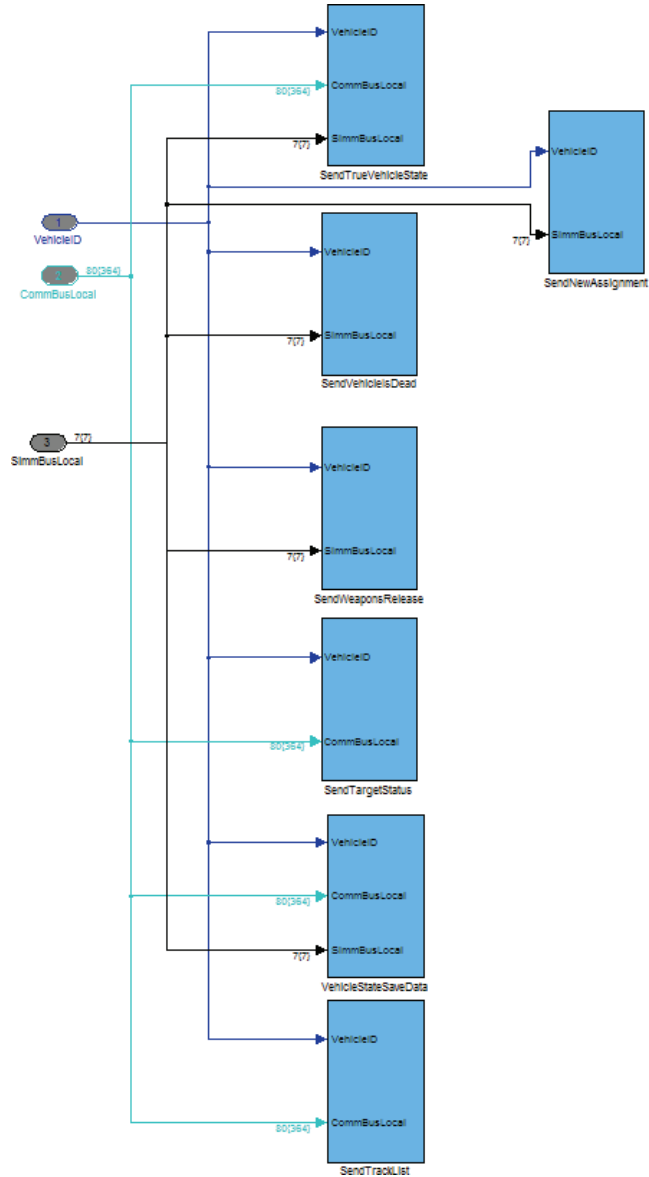 VehicleID
CommBusLocal
80{364}
SimmBusLocal
7{7}
SendTrueVehicleState
VehicleID
SimmBusLocal
7{7}
SendNewAssignment
1
VehicleID
2
80{364}
CommBusLocal
VehicleID
SimmBusLocal
7{7}
SendVehicleIsDead
3
7{7}
SimmBusLocal
VehicleID
SimmBusLocal
7{7}
SendWeaponsRelease
VehicleID
CommBusLocal
80{364}
SendTargetStatus
VehicleID
CommBusLocal
80{364}
SimmBusLocal
7{7}
VehicleStateSaveData
VehicleID
CommBusLocal
80{364}
SendTrackList